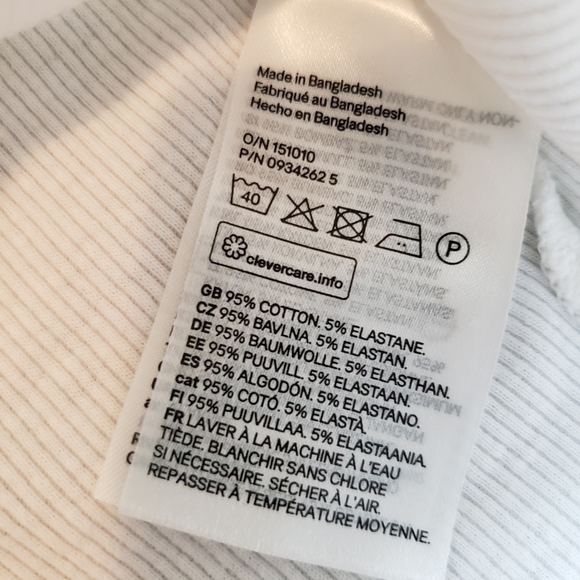 Made in Bangladesh
Fabriqué au Bangladesh
Hecho en Bangladesh
O/N 151010
P/N 0934262 5
40
P
clevercare.info
GB 95% COTTON. 5% ELASTANE.
CZ 95% BAVLNA. 5% ELASTAN.
DE 95% BAUMWOLLE. 5% ELASTHAN.
EE 95% PUUVILL. 5% ELASTAAN.
ES 95% ALGODÓN. 5% ELASTANO.
cat 95% COTÓ. 5% ELASTÀ.
FI 95% PUUVILLAA. 5% ELASTAANIA.
FR LAVER À LA MACHINE À L'EAU
TIÈDE. BLANCHIR SANS CHLORE
SI NÉCESSAIRE. SÉCHER À L'AIR.
REPASSER À TEMPÉRATURE MOYENNE.